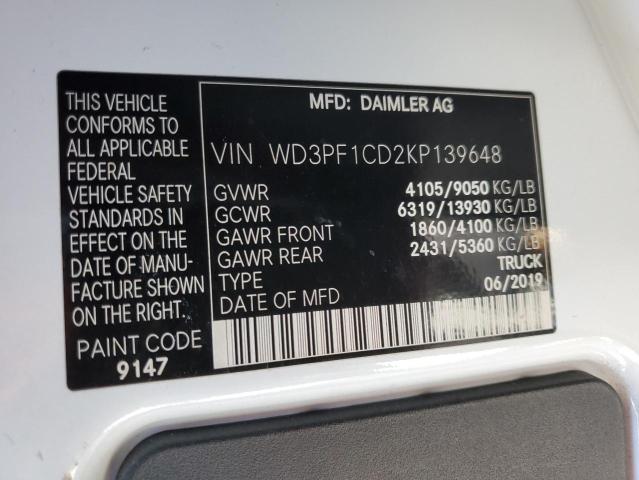 MFD: DAIMLER AG
THIS VEHICLE
CONFORMS TO
ALL APPLICABLE
FEDERAL
VEHICLE SAFETY
STANDARDS IN
EFFECT ON THE
DATE OF MANU-
FACTURE SHOWN
ON THE RIGHT.
PAINT CODE
9147
VIN WD3PF1CD2KP139648
GVWR 4105/9050 KG/LB
GCWR 6319/13930 KG/LB
GAWR FRONT 1860/4100 KG/LB
GAWR REAR 2431/5360 KG/LB
TYPE TRUCK
DATE OF MFD 06/2019